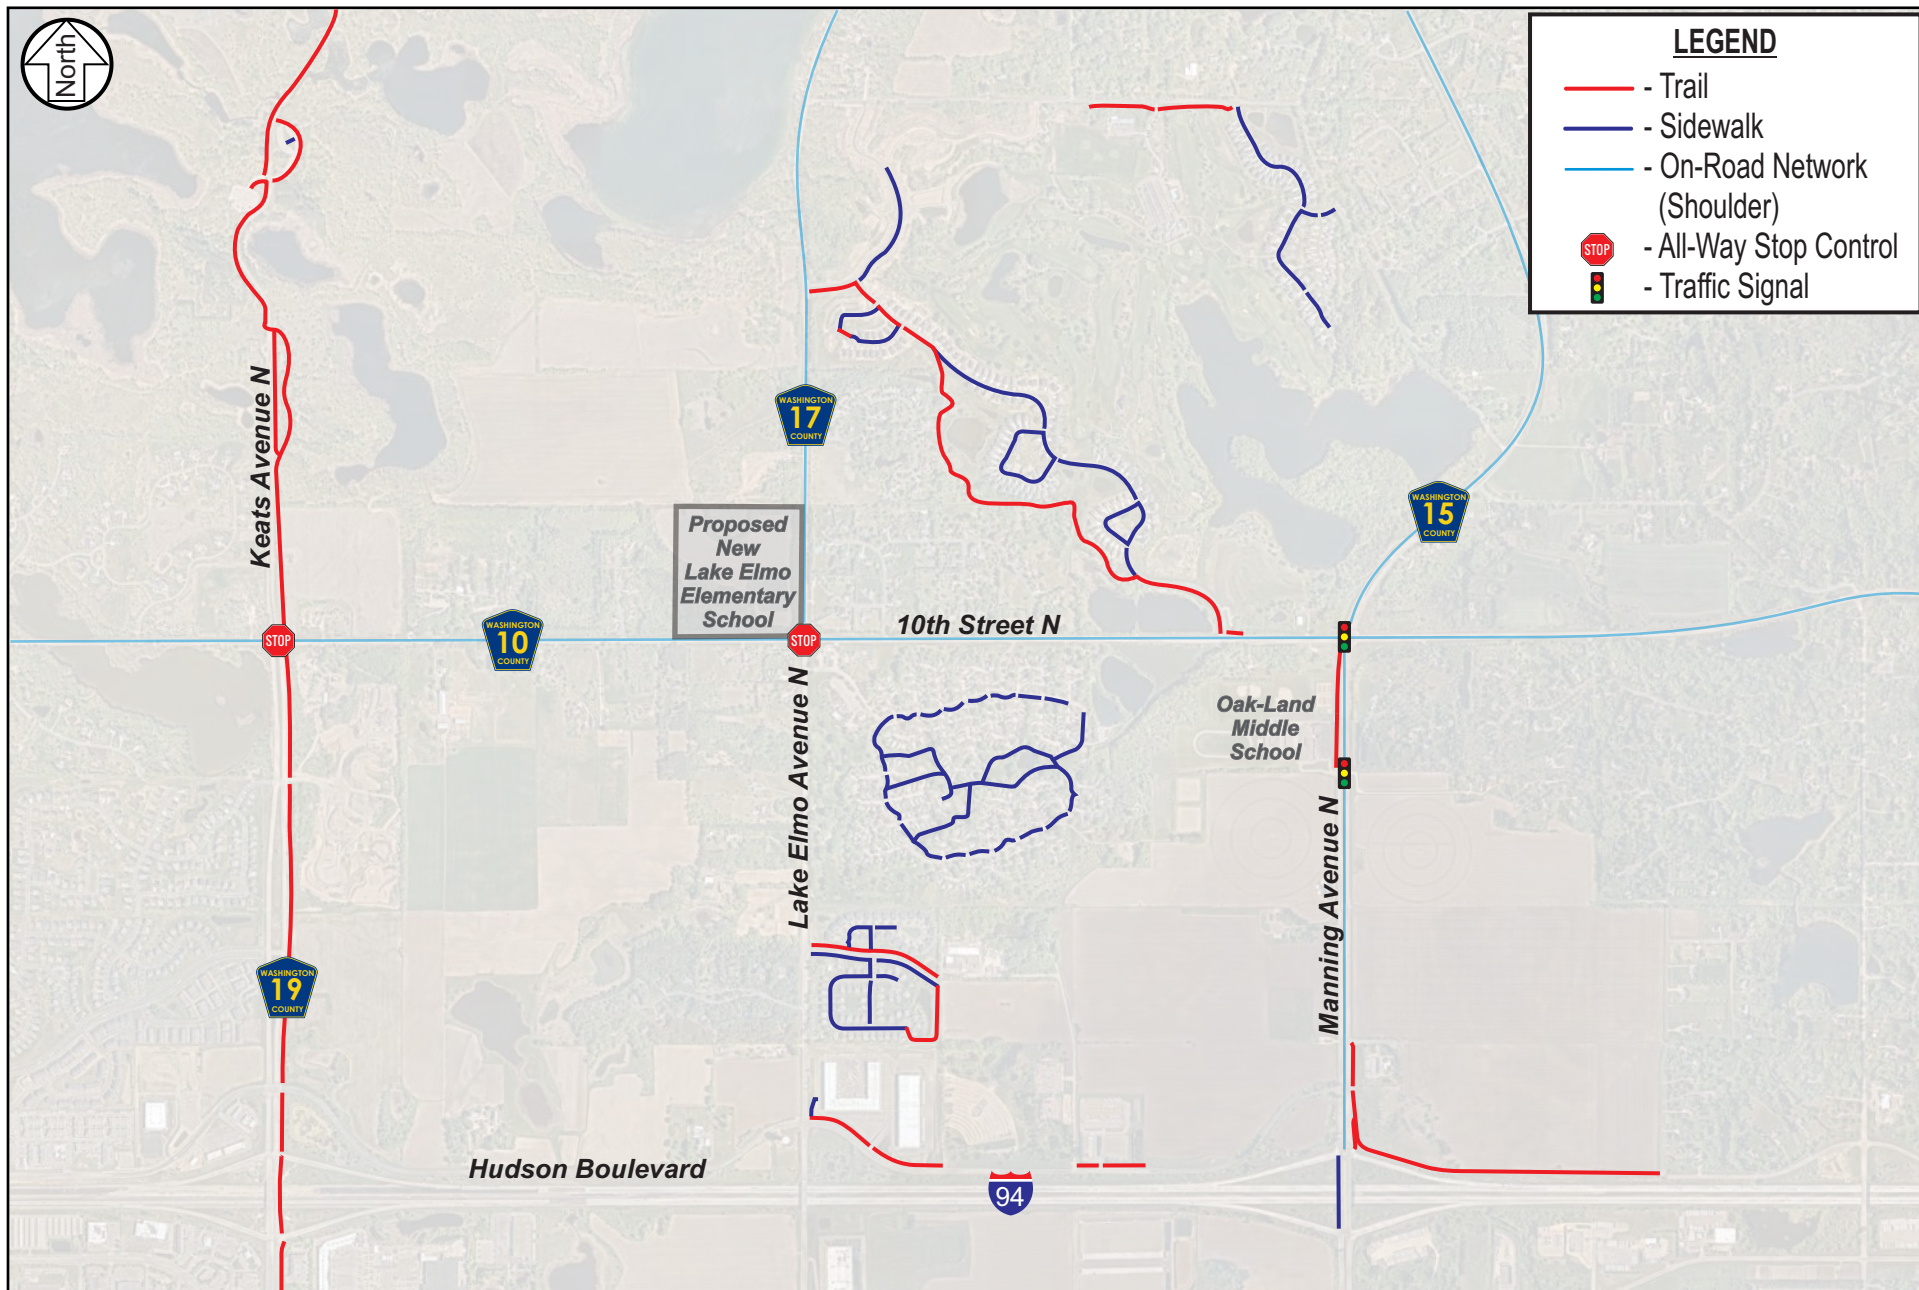 North
LEGEND
- Trail
- Sidewalk
- On-Road Network
(Shoulder)
STOP - All-Way Stop Control
- Traffic Signal
Keats Avenue N
WASHINGTON
17
COUNTY
Proposed
New
Lake Elmo
Elementary
School
WASHINGTON
15
COUNTY
STOP
WASHINGTON
10
COUNTY
STOP
10th Street N
Lake Elmo Avenue N
Oak-Land
Middle
School
Manning Avenue N
WASHINGTON
19
COUNTY
Hudson Boulevard
94